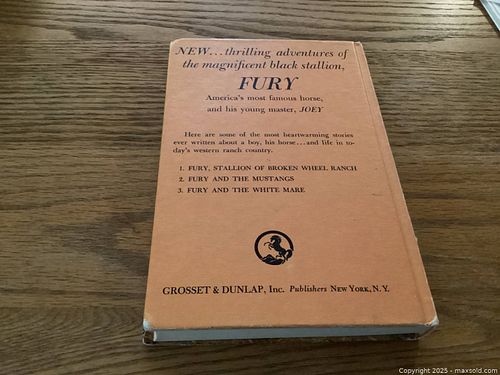 NEW...thrilling adventures of
the magnificent black stallion,
FURY
America's most famous horse,
and his young master, JOEY
Here are some of the most heartwarming stories
ever written about a boy, his horse...and life in to-
day's western ranch country.
1. FURY, STALLION OF BROKEN WHEEL RANCH
2. FURY AND THE MUSTANGS
3. FURY AND THE WHITE MARE
GROSSET & DUNLAP, Inc. Publishers NEW YORK, N. Y.
Copyright 2025 - maxsold.com